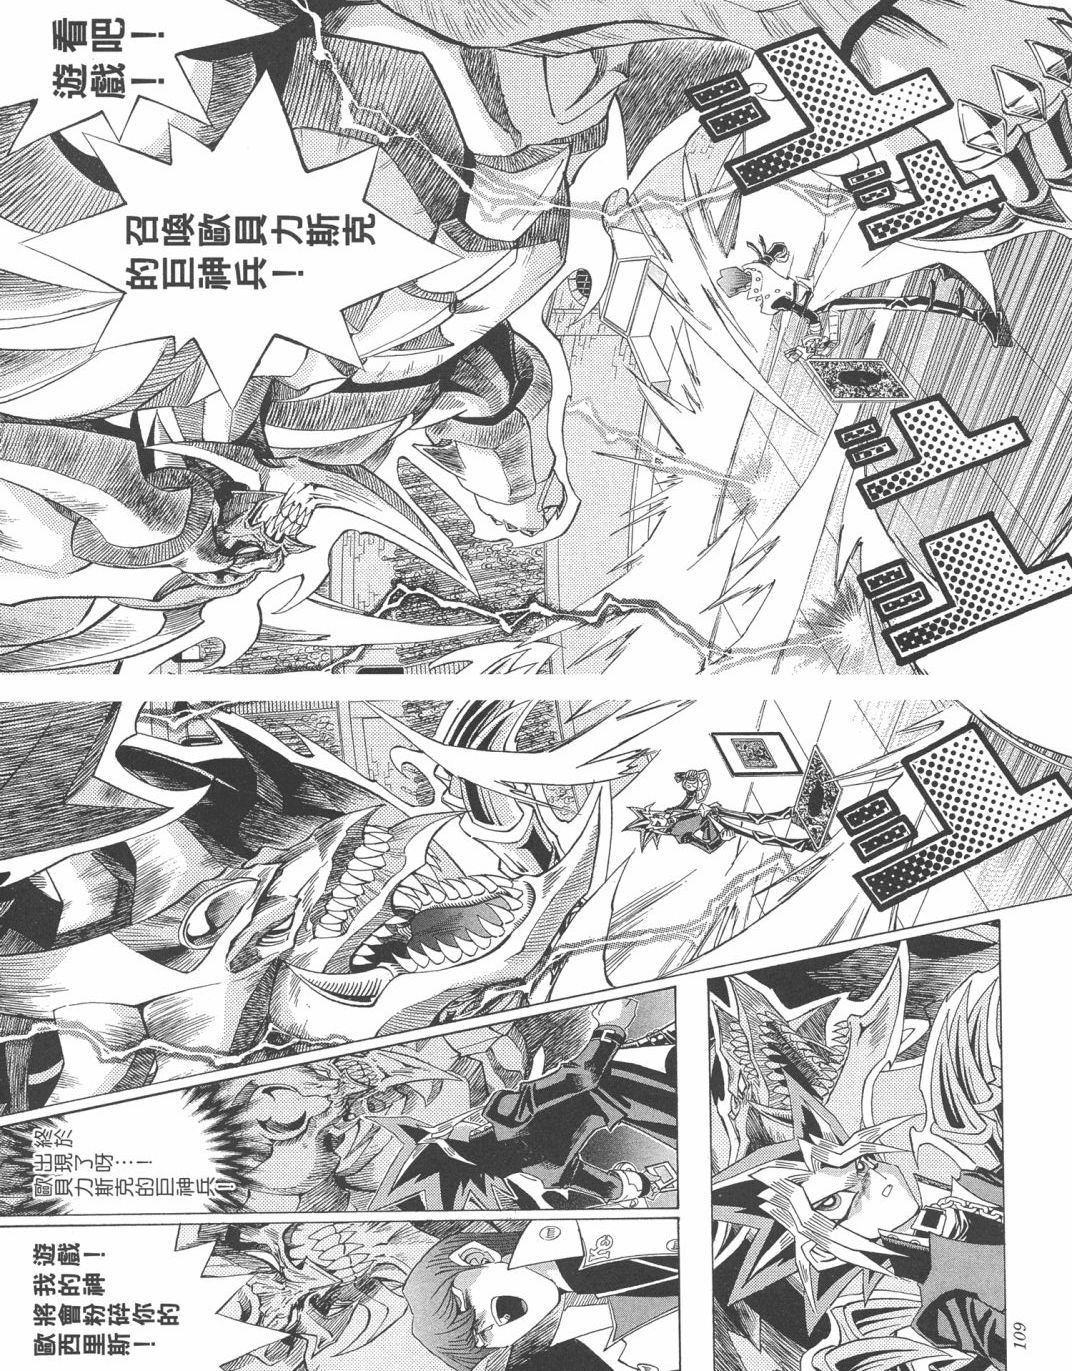 看吧！
遊戲！
召喚歐貝力斯克
的巨神兵！
終於
出現了呀…！
歐貝力斯克的巨神兵！！
遊戲！
我的神
將會粉碎你的
歐西里斯！
KC
109